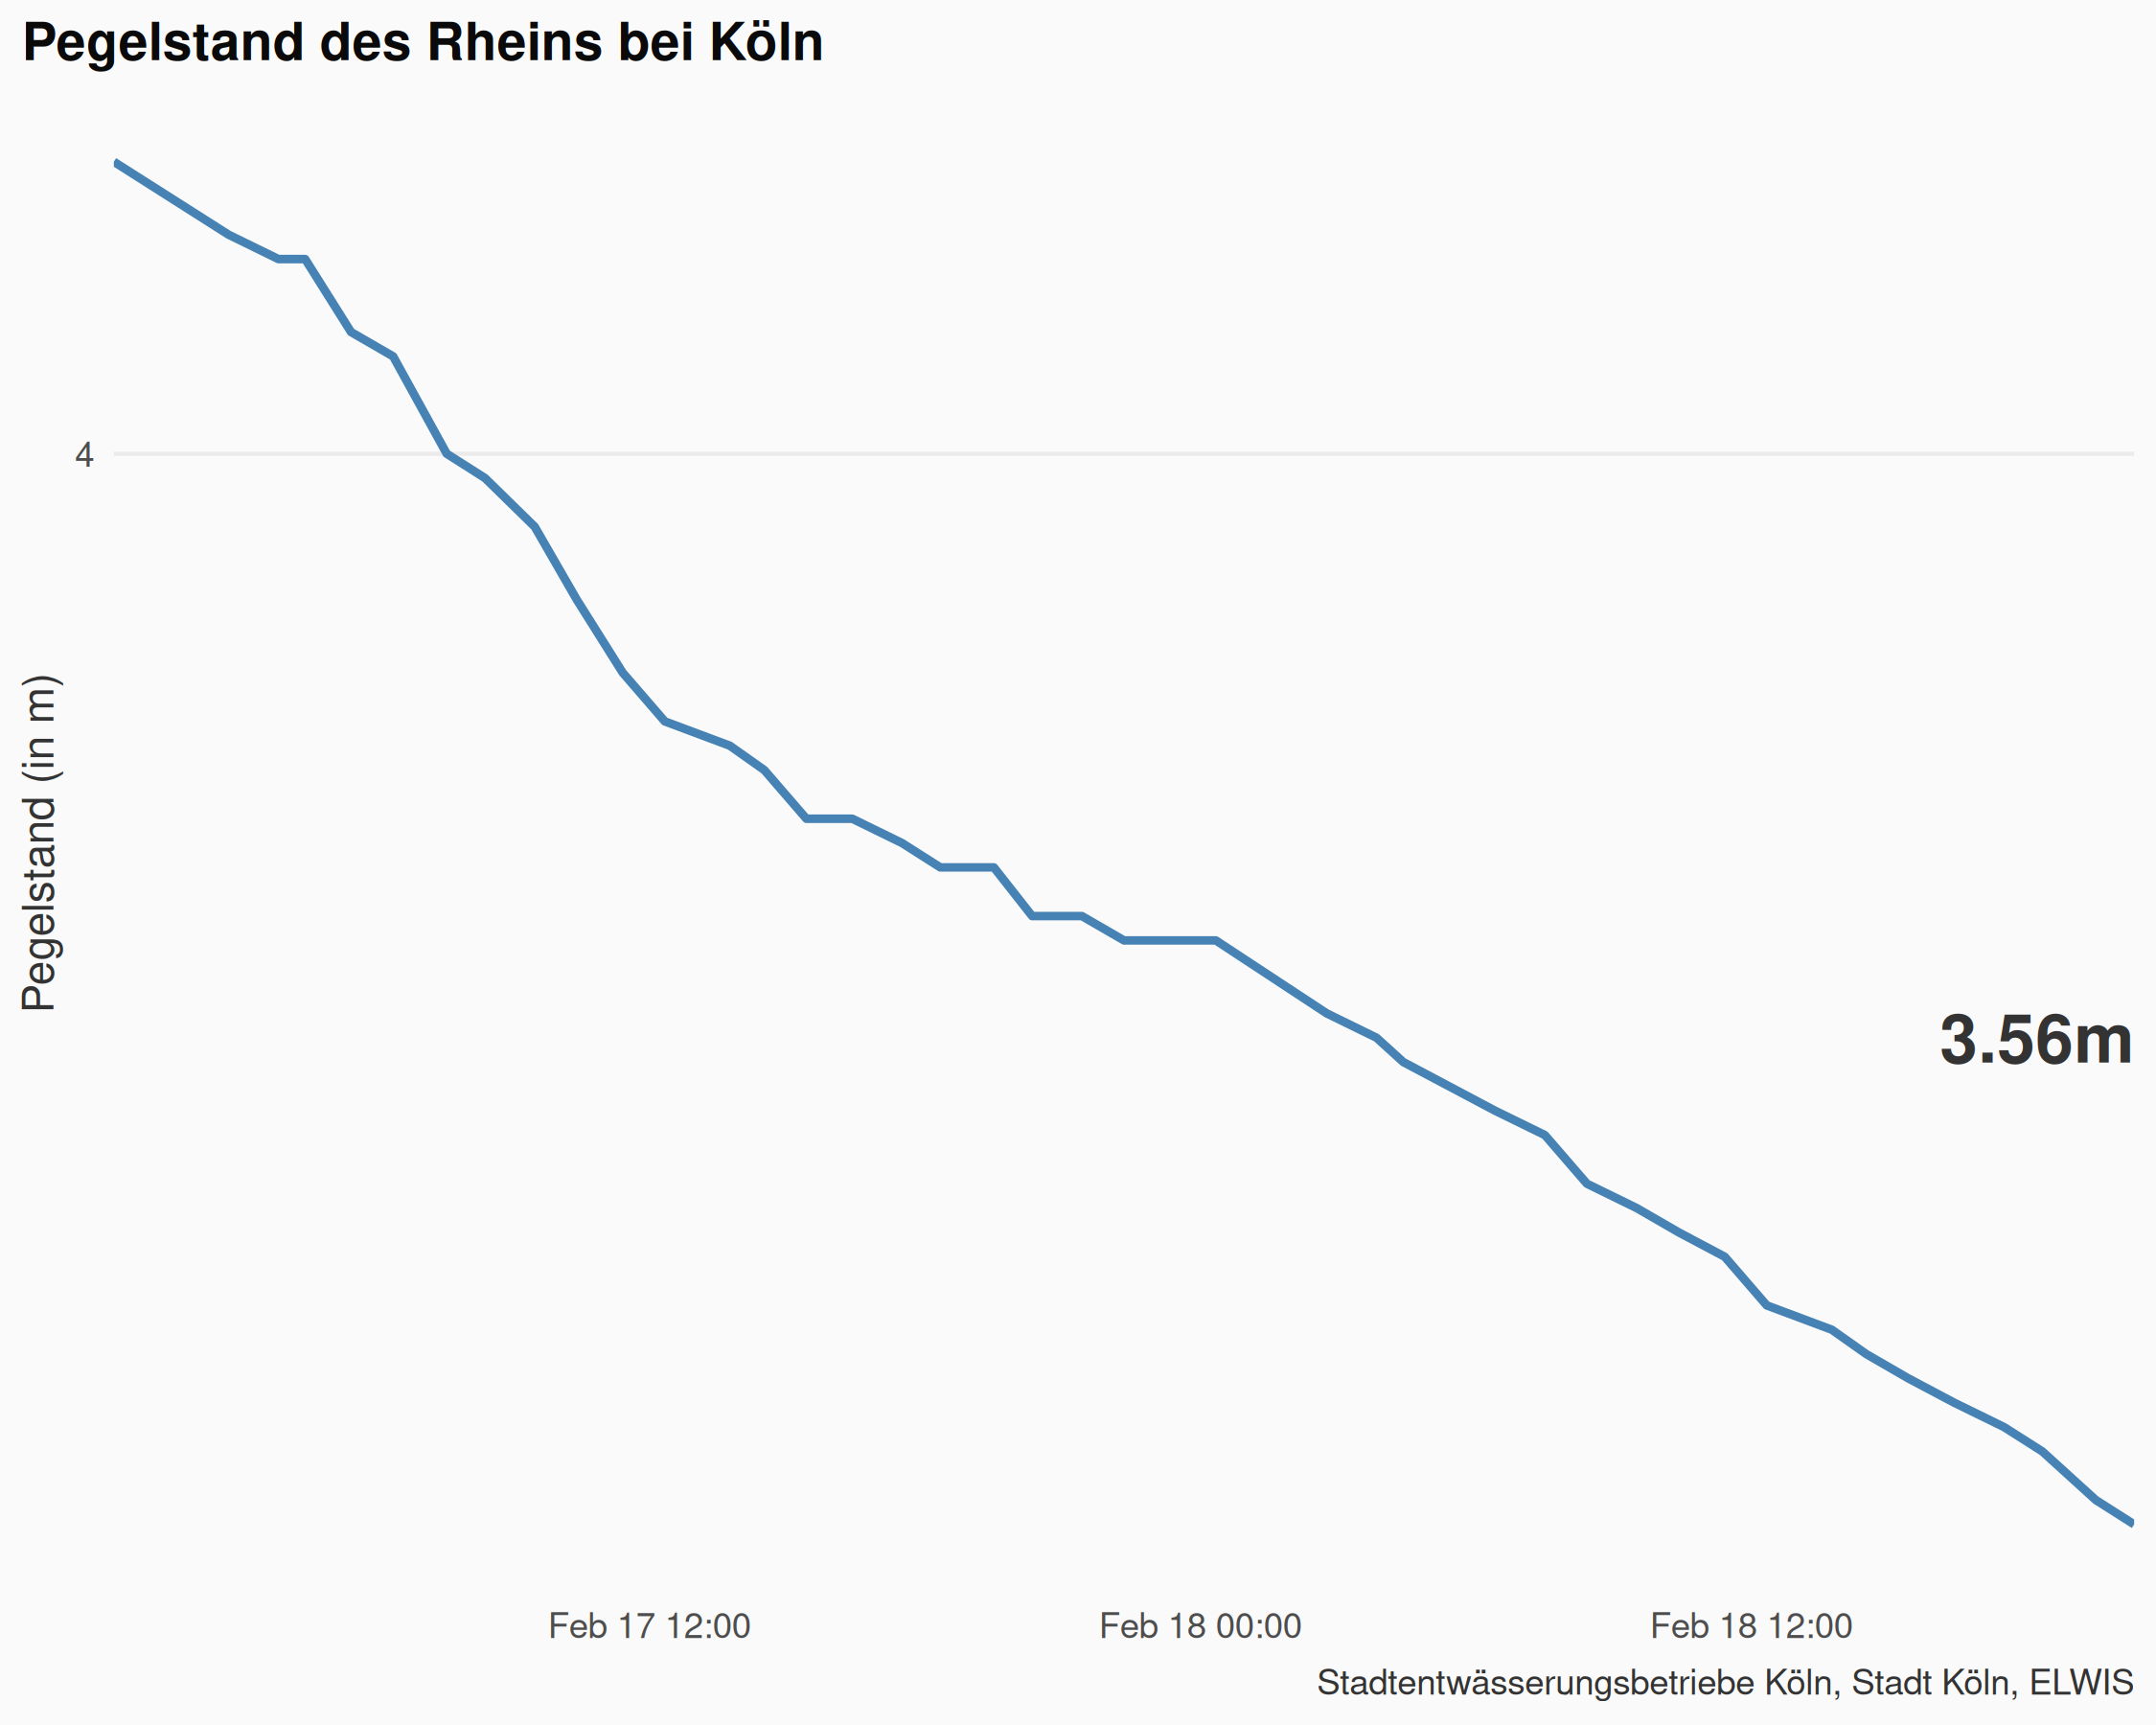 Pegelstand des Rheins bei Köln
4
Pegelstand (in m)
3.56m
Feb 17 12:00
Feb 18 00:00
Feb 18 12:00
Stadtentwässerungsbetriebe Köln, Stadt Köln, ELWIS